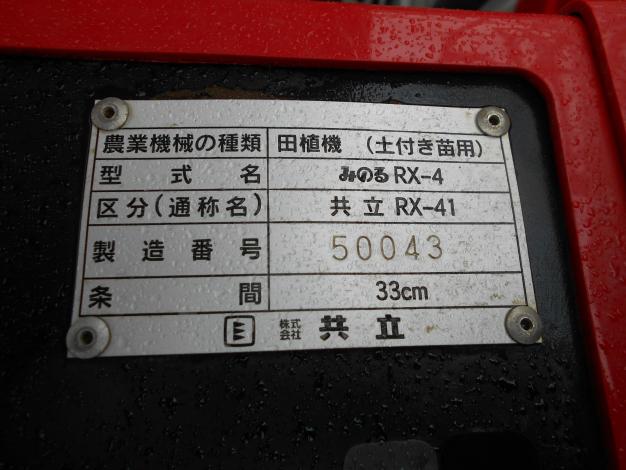 農業機械の種類 田植機 (土付き苗用)
型式名 みのる RX-4
区分(通称名) 共立 RX-41
製造番号 50043
条間 33cm
株式会社 共立